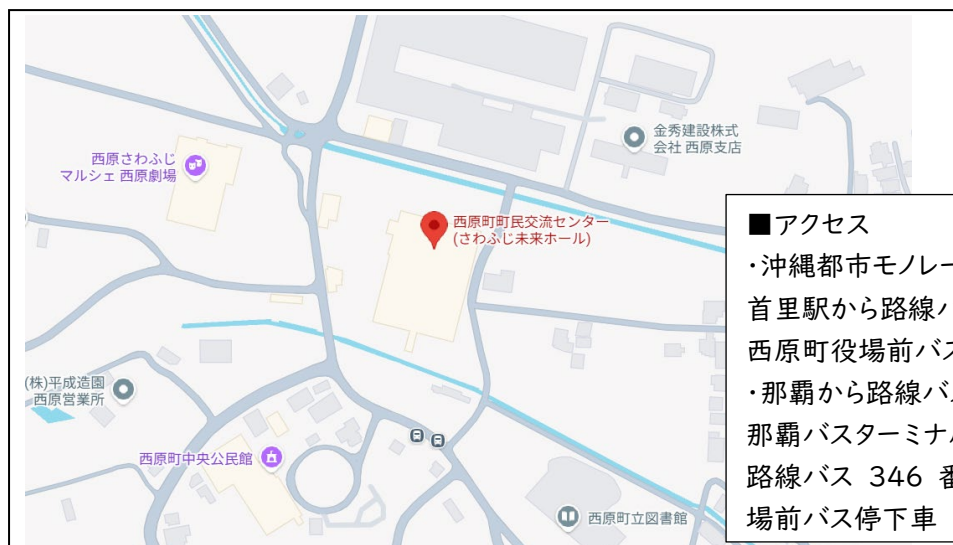 金秀建設株式
会社 西原支店
西原さわふじ
マルシェ 西原劇場
西原町町民交流センター
(さわふじ未来ホール)
(株)平成造園
西原営業所
西原町中央公民館
西原町立図書館
■アクセス
・沖縄都市モノレー
首里駅から路線バ
西原町役場前バス
・那覇から路線バス
那覇バスターミナル
路線バス 346 番
場前バス停下車